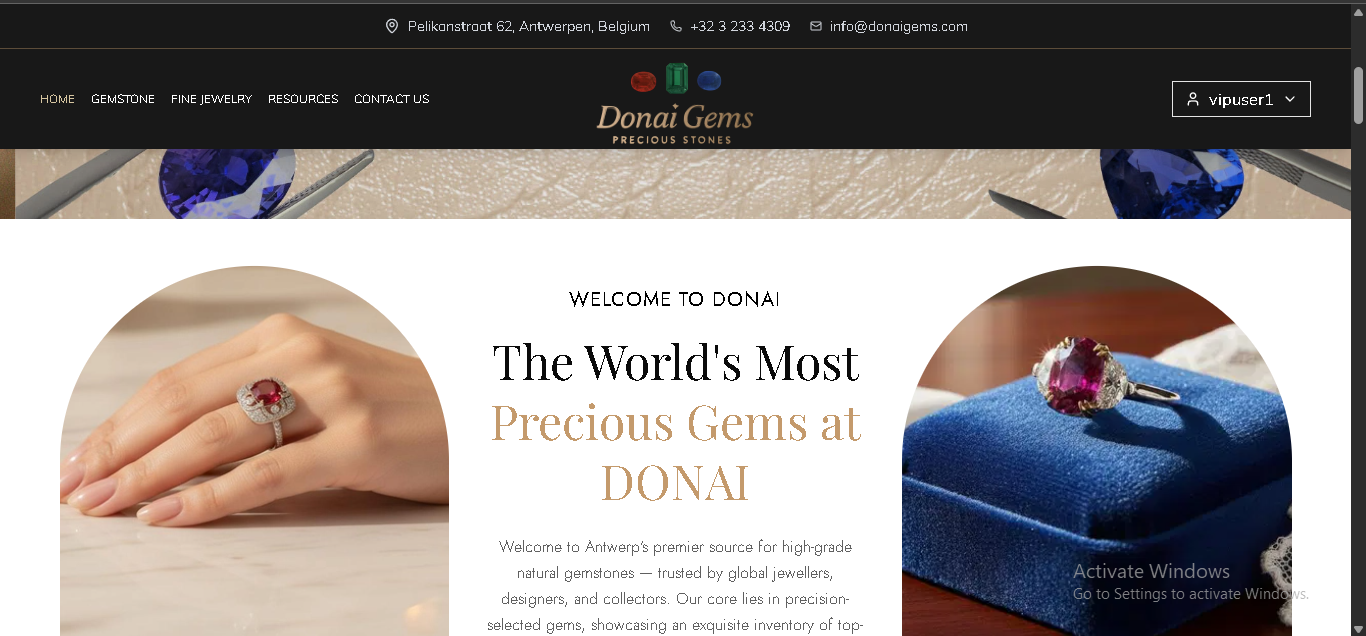 Pelikanstraat 62, Antwerpen, Belgium
+32 3 233 4309
info@donaigems.com
HOME
GEMSTONE
FINE JEWELRY
RESOURCES
CONTACT US
Donai Gems
PRECIOUS STONES
vipuser1
WELCOME TO DONAI
The World's Most
Precious Gems at
DONAI
Welcome to Antwerp's premier source for high-grade
natural gemstones — trusted by global jewellers,
designers, and collectors. Our core lies in precision-
selected gems, showcasing an exquisite inventory of top-
Activate Windows
Go to Settings to activate Windows.